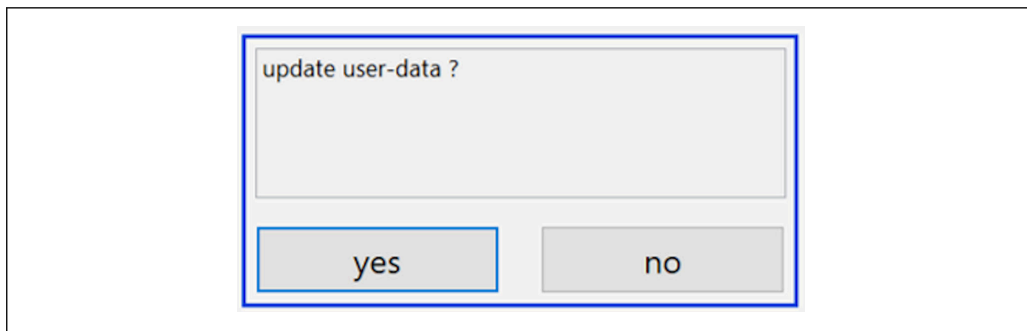 update user-data ?
yes
no